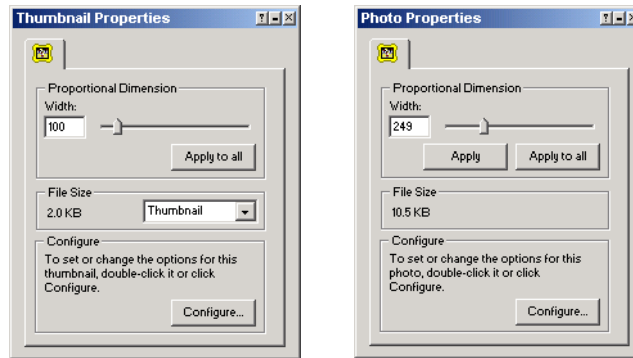 Thumbnail Properties
Proportional Dimension
Width:
100
Apply to all
File Size
2.0 KB
Thumbnail
Configure
To set or change the options for this
thumbnail, double-click it or click
Configure.
Configure...
Photo Properties
Proportional Dimension
Width:
249
Apply
Apply to all
File Size
10.5 KB
Configure
To set or change the options for this
photo, double-click it or click
Configure.
Configure...